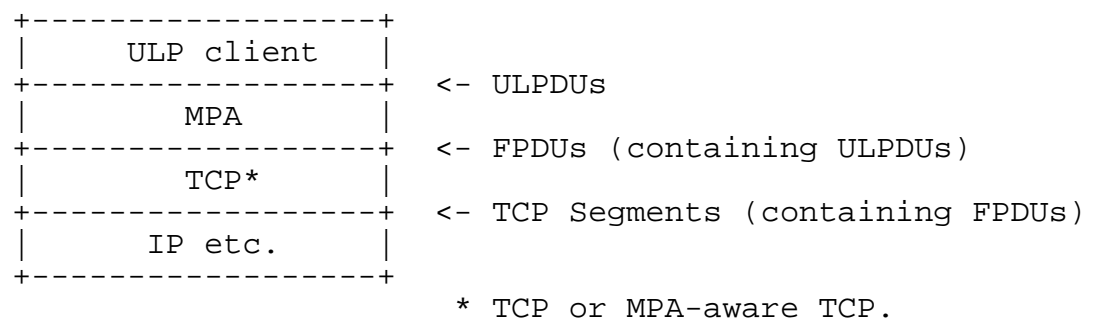 +------------------+
|     ULP client   |
+------------------+  <- ULPDUs
|        MPA       |
+------------------+  <- FPDUs (containing ULPDUs)
|        TCP*      |
+------------------+  <- TCP Segments (containing FPDUs)
|      IP etc.     |
+------------------+
                       * TCP or MPA-aware TCP.